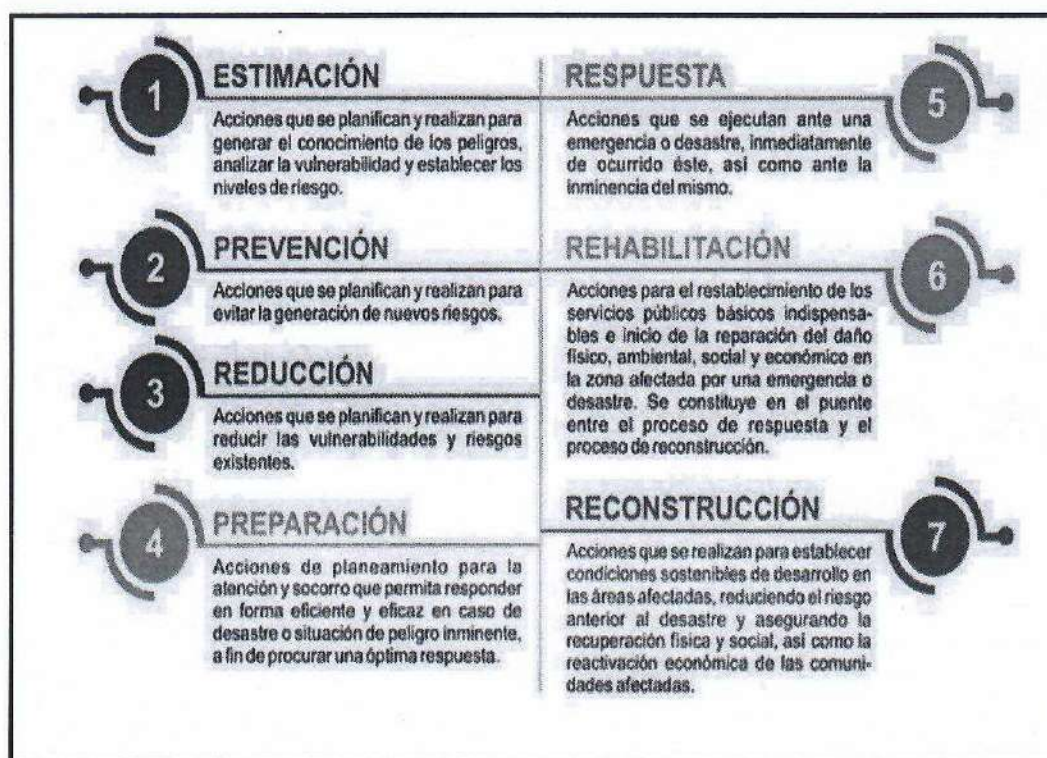 1
ESTIMACIÓN
Acciones que se planifican y realizan para
generar el conocimiento de los peligros,
analizar la vulnerabilidad y establecer los
niveles de riesgo.
2
PREVENCIÓN
Acciones que se planifican y realizan para
evitar la generación de nuevos riesgos.
3
REDUCCIÓN
Acciones que se planifican y realizan para
reducir las vulnerabilidades y riesgos
existentes.
4
PREPARACIÓN
Acciones de planeamiento para la
atención y socorro que permita responder
en forma eficiente y eficaz en caso de
desastre o situación de peligro inminente,
a fin de procurar una óptima respuesta.
RESPUESTA
5
Acciones que se ejecutan ante una
emergencia o desastre, inmediatamente
de ocurrido éste, así como ante la
inminencia del mismo.
REHABILITACIÓN
6
Acciones para el restablecimiento de los
servicios públicos básicos indispensa-
bles e inicio de la reparación del daño
físico, ambiental, social y económico en
la zona afectada por una emergencia o
desastre. Se constituye en el puente
entre el proceso de respuesta y el
proceso de reconstrucción.
RECONSTRUCCIÓN
7
Acciones que se realizan para establecer
condiciones sostenibles de desarrollo en
las áreas afectadas, reduciendo el riesgo
anterior al desastre y asegurando la
recuperación física y social, así como la
reactivación económica de las comuni-
dades afectadas.